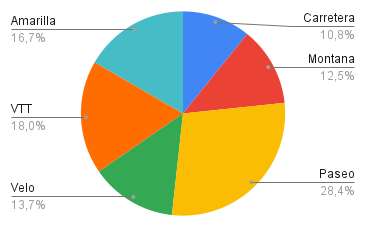 Carretera
10,8%
Montana
12,5%
Paseo
28,4%
Velo
13,7%
VTT
18,0%
Amarilla
16,7%